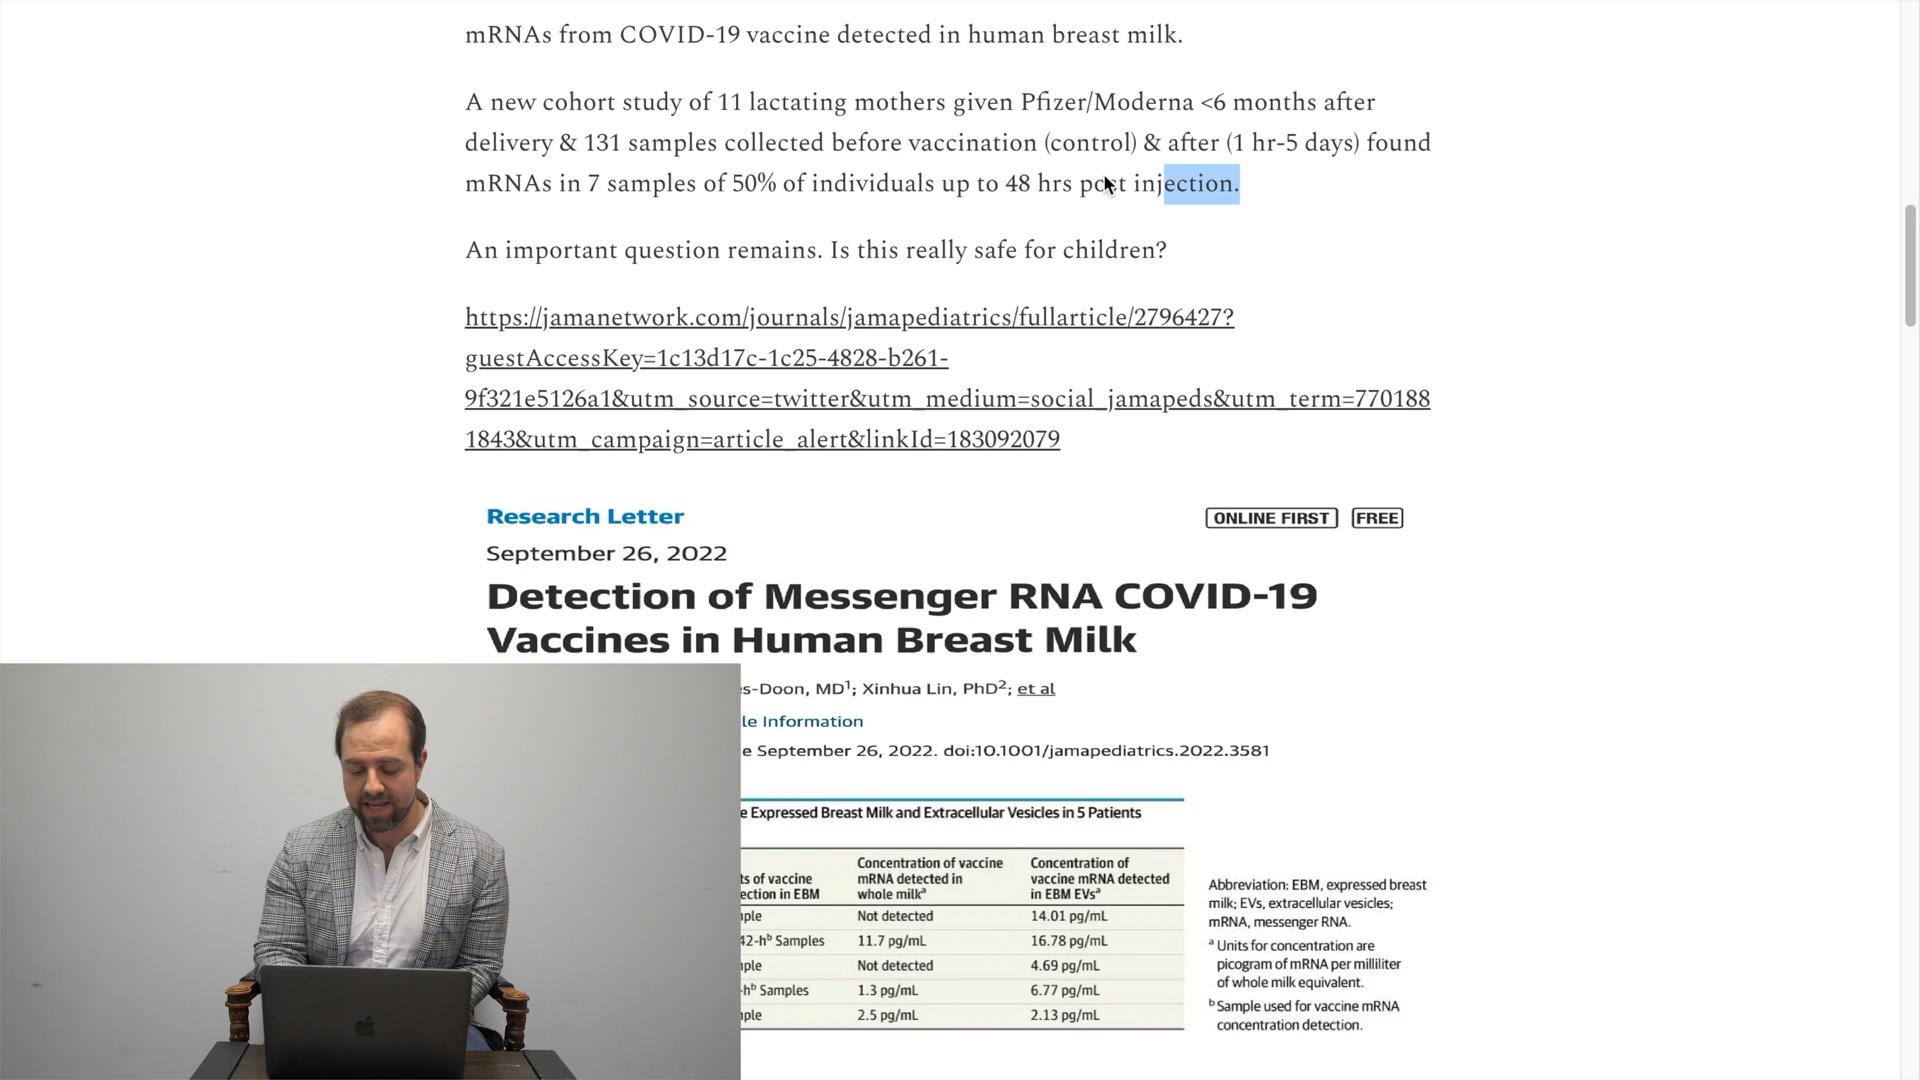 mRNAs from COVID-19 vaccine detected in human breast milk.
A new cohort study of 11 lactating mothers given Pfizer/Moderna <6 months after
delivery & 131 samples collected before vaccination (control) & after (1 hr-5 days) found
mRNAs in 7 samples of 50% of individuals up to 48 hrs post injection.
An important question remains. Is this really safe for children?
https://jamanetwork.com/journals/jamapediatrics/fullarticle/2796427?
guestAccessKey=1c13d17c-1c25-4828-b261-
9f321e5126a1&utm_source=twitter&utm_medium=social_jamapeds&utm_term=770188
1843&utm_campaign=article_alert&linkId=183092079
Research Letter
ONLINE FIRST FREE
September 26, 2022
Detection of Messenger RNA COVID-19
Vaccines in Human Breast Milk
s-Doon, MD1; Xinhua Lin, PhD2; et al
le Information
e September 26, 2022. doi:10.1001/jamapediatrics.2022.3581
e Expressed Breast Milk and Extracellular Vesicles in 5 Patients
ts of vaccine
ection in EBM
Concentration of vaccine
mRNA detected in
whole milka
Concentration of
vaccine mRNA detected
in EBM EVsa
ple Not detected 14.01 pg/mL
42-hb Samples 11.7 pg/mL 16.78 pg/mL
ple Not detected 4.69 pg/mL
-hb Samples 1.3 pg/mL 6.77 pg/mL
ple 2.5 pg/mL 2.13 pg/mL
Abbreviation: EBM, expressed breast
milk; EVs, extracellular vesicles;
mRNA, messenger RNA.
a Units for concentration are
picogram of mRNA per milliliter
of whole milk equivalent.
b Sample used for vaccine mRNA
concentration detection.